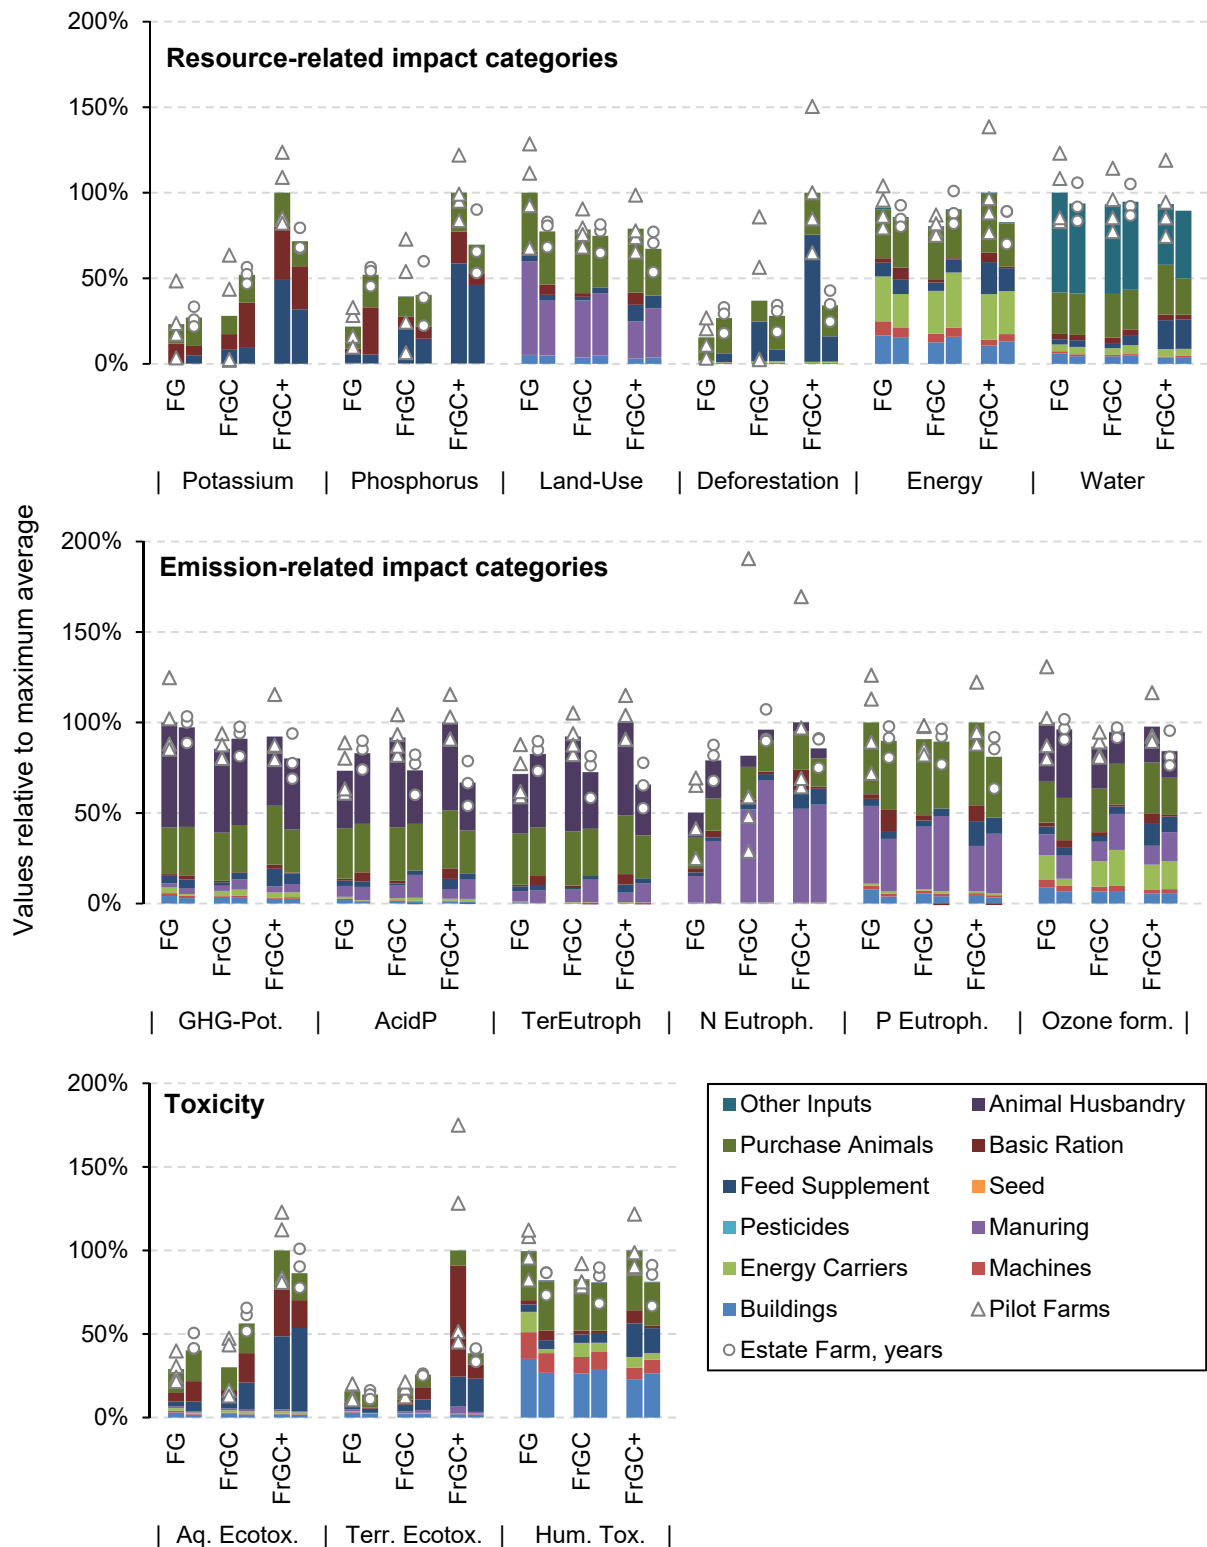 200%
Resource-related impact categories
150%
100%
50%
0%
FG FrGC FrGC+ FG FrGC FrGC+ FG FrGC FrGC+ FG FrGC FrGC+ FG FrGC FrGC+ FG FrGC FrGC+
| Potassium | Phosphorus | Land-Use | Deforestation | Energy | Water |
Values relative to maximum average
200%
Emission-related impact categories
150%
100%
50%
0%
FG FrGC FrGC+ FG FrGC FrGC+ FG FrGC FrGC+ FG FrGC FrGC+ FG FrGC FrGC+ FG FrGC FrGC+
| GHG-Pot. | AcidP | TerEutroph | N Eutroph. | P Eutroph. | Ozone form. |
200%
Toxicity
150%
100%
50%
0%
FG FrGC FrGC+ FG FrGC FrGC+ FG FrGC FrGC+
| Aq. Ecotox. | Terr. Ecotox. | Hum. Tox. |
Other Inputs Animal Husbandry
Purchase Animals Basic Ration
Feed Supplement Seed
Pesticides Manuring
Energy Carriers Machines
Buildings Pilot Farms
Estate Farm, years